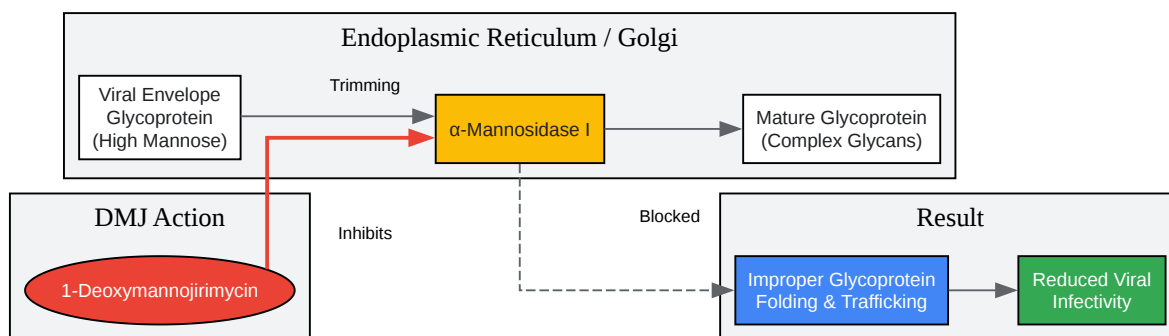 Endoplasmic Reticulum / Golgi
Trimming
Viral Envelope
Glycoprotein
(High Mannose)
α-Mannosidase I
Mature Glycoprotein
(Complex Glycans)
DMJ Action
Inhibits
1-Deoxymannojirimycin
Blocked
Result
Improper Glycoprotein
Folding & Trafficking
Reduced Viral
Infectivity